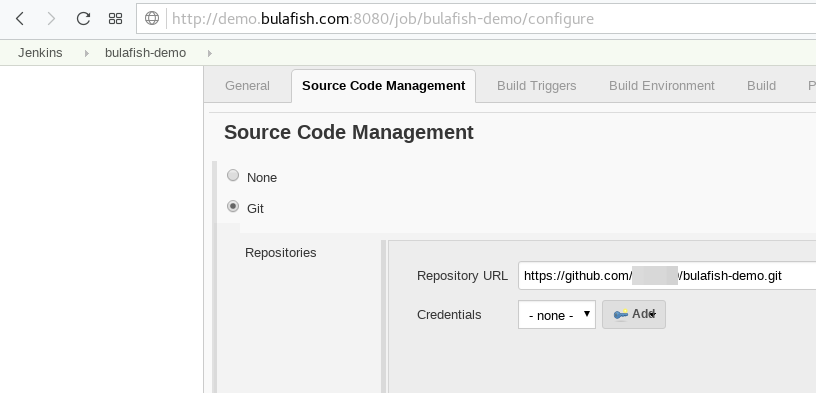 http://demo.bulafish.com:8080/job/bulafish-demo/configure
Jenkins bulafish-demo
General Source Code Management Build Triggers Build Environment Build P
Source Code Management
None
Git
Repositories
Repository URL https://github.com/ /bulafish-demo.git
Credentials - none - Add